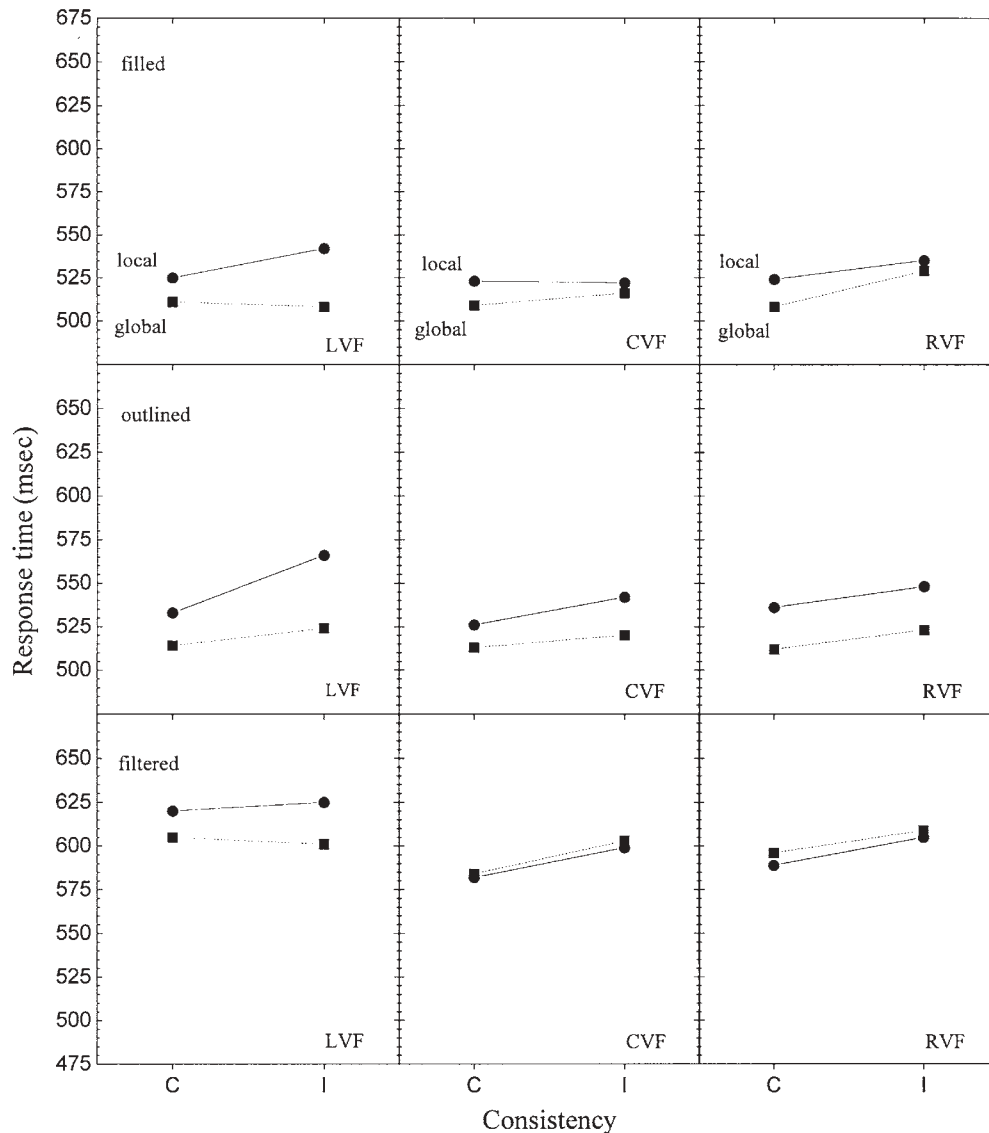 675
filled
650
625
600
575
550
local
local
local
525
500
global
global
global
LVF
CVF
RVF
650
outlined
625
600
575
550
525
500
LVF
CVF
RVF
Response time (msec)
650
filtered
625
600
575
550
525
500
LVF
CVF
RVF
475
C
I
C
I
C
I
Consistency